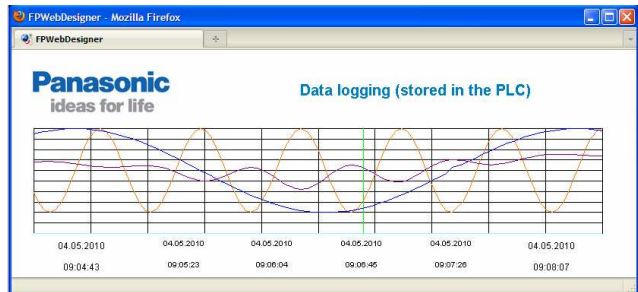 FPWebDesigner - Mozilla Firefox
FPWebDesigner
Panasonic
ideas for life
Data logging (stored in the PLC)
04.05.2010 04.05.2010 04.05.2010 04.05.2010 04.05.2010 04.05.2010
09:04:43 09:05:23 09:06:04 09:06:45 09:07:26 09:08:07